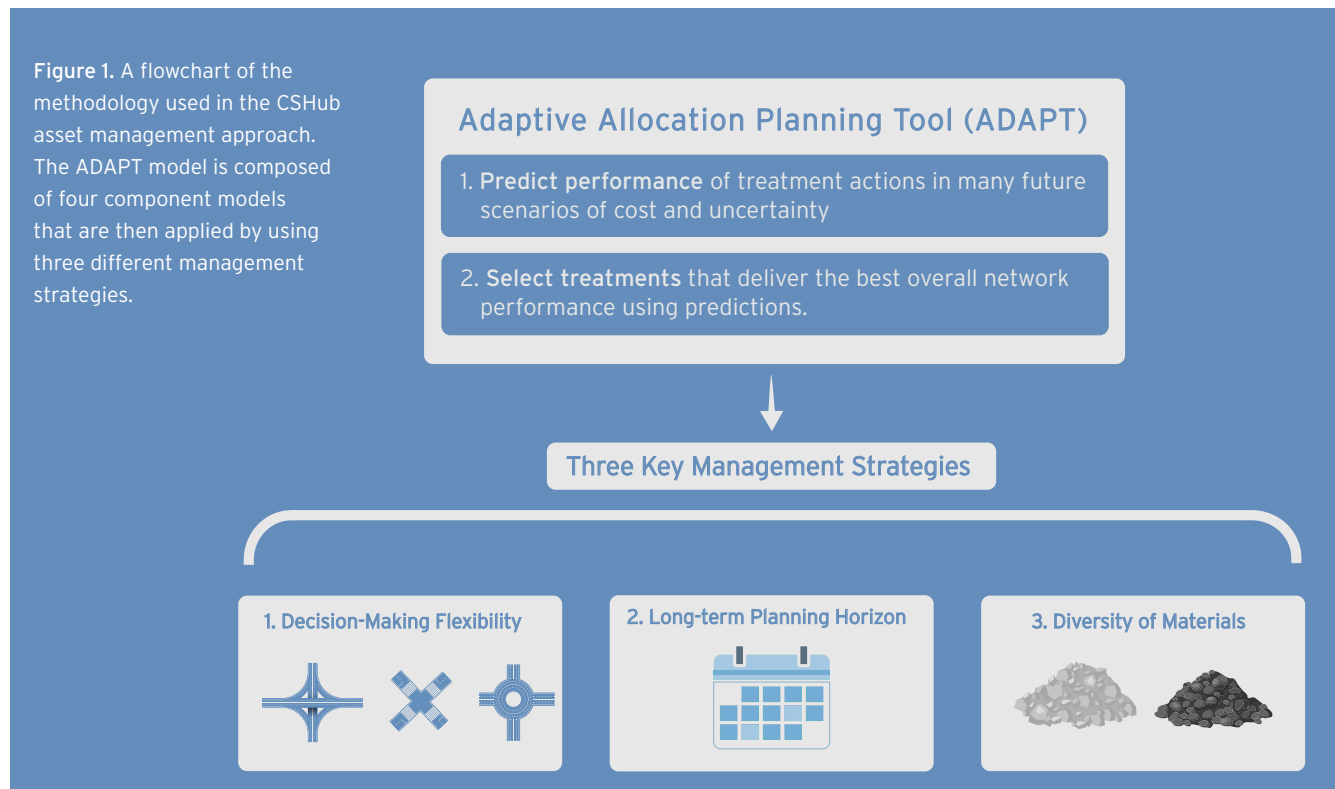 Figure 1. A flowchart of the
methodology used in the CSHub
asset management approach.
The ADAPT model is composed
of four component models
that are then applied by using
three different management
strategies.
Adaptive Allocation Planning Tool (ADAPT)
1. Predict performance of treatment actions in many future
scenarios of cost and uncertainty
2. Select treatments that deliver the best overall network
performance using predictions.
Three Key Management Strategies
1. Decision-Making Flexibility
2. Long-term Planning Horizon
3. Diversity of Materials